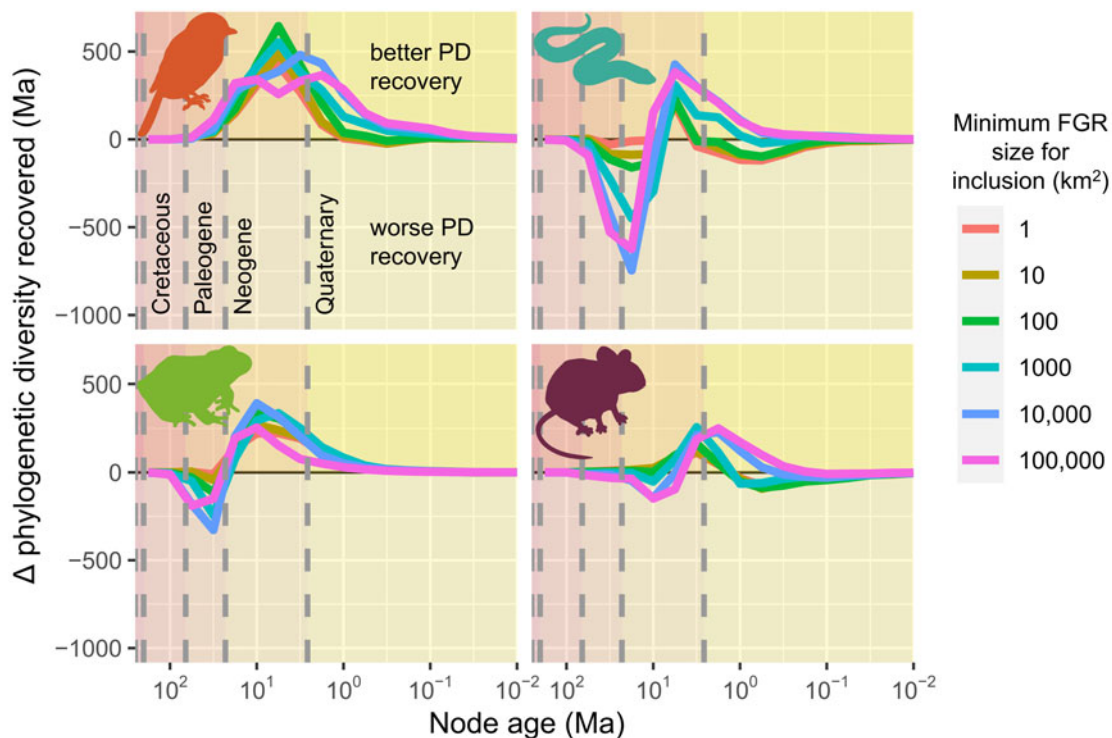 Δ phylogenetic diversity recovered (Ma)
500
0
−500
−1000
better PD
recovery
worse PD
recovery
Cretaceous
Paleogene
Neogene
Quaternary
500
0
−500
−1000
10²
10¹
10⁰
10⁻¹
10⁻²
10²
10¹
10⁰
10⁻¹
10⁻²
Node age (Ma)
Minimum FGR
size for
inclusion (km²)
1
10
100
1000
10,000
100,000